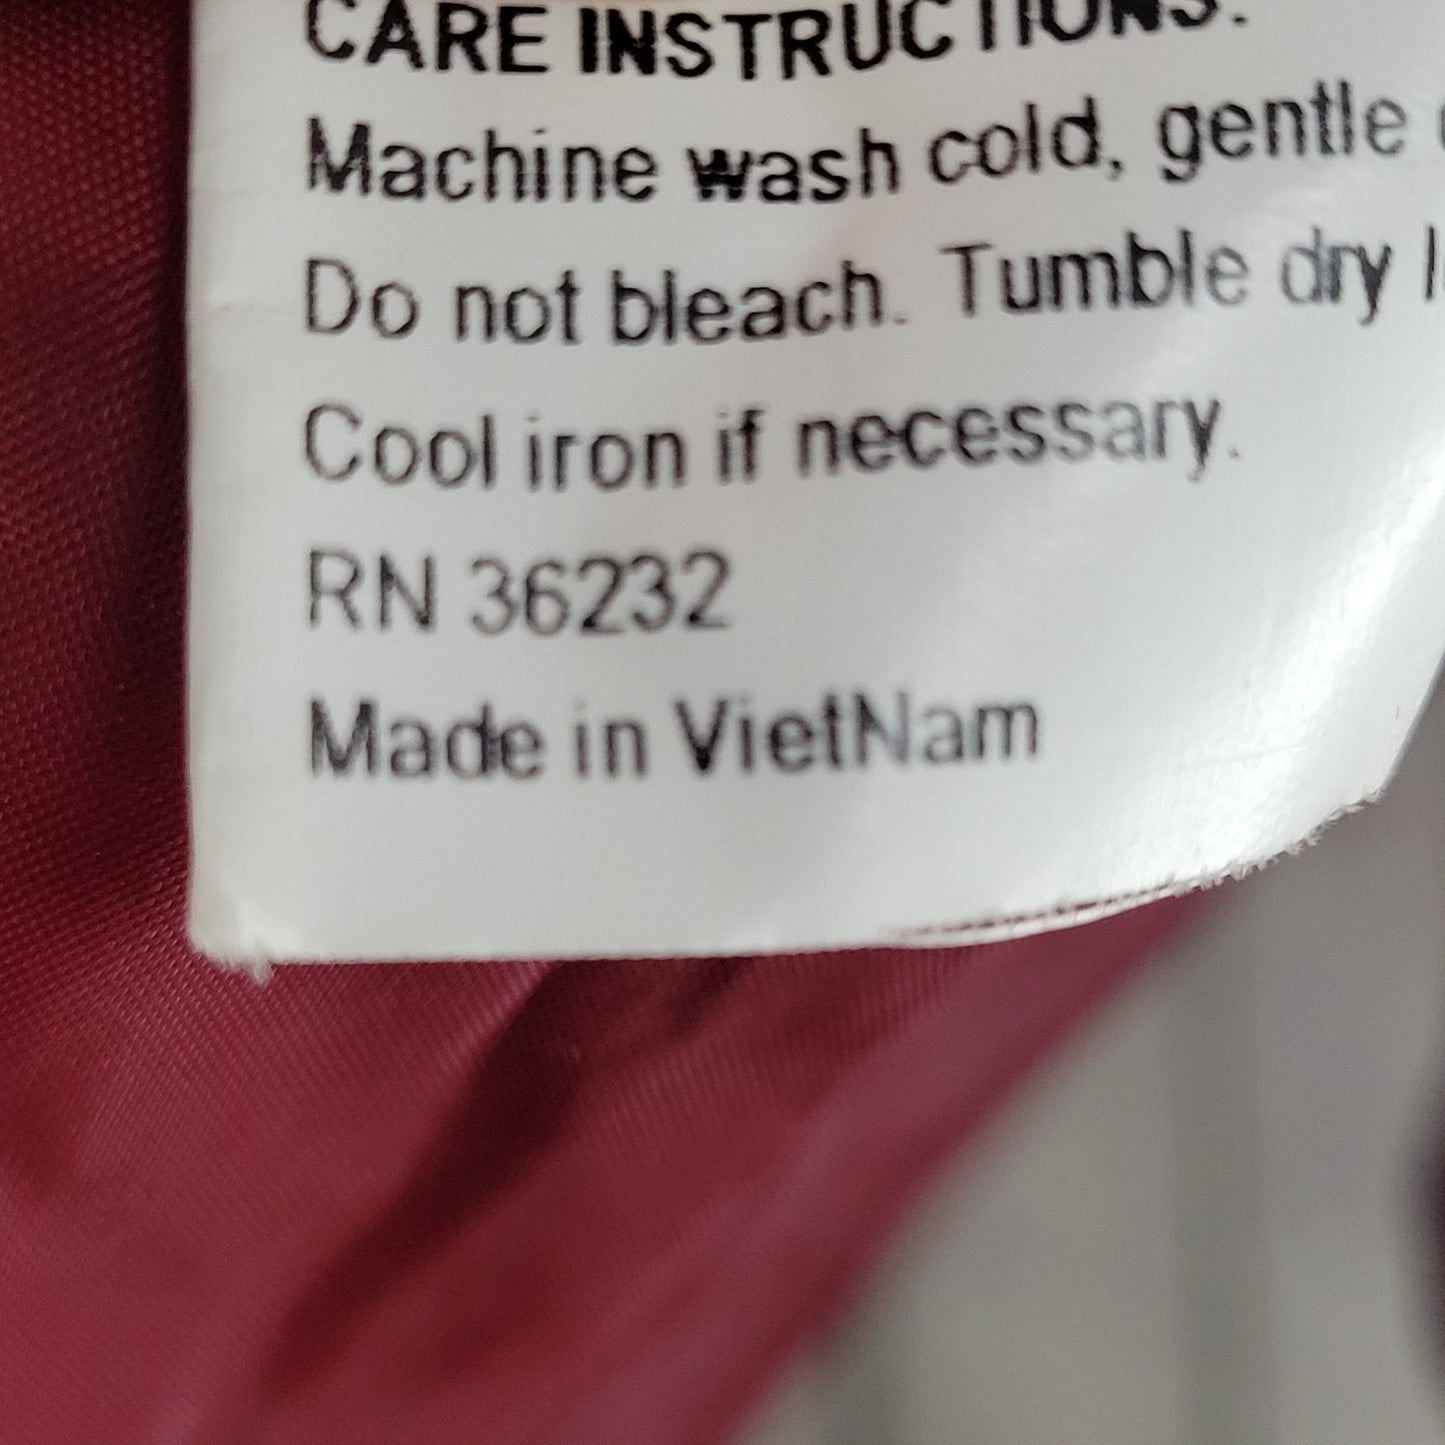 CARE INSTRUCTIONS:
Machine wash cold, gentle
Do not bleach. Tumble dry
Cool iron if necessary.
RN 36232
Made in VietNam